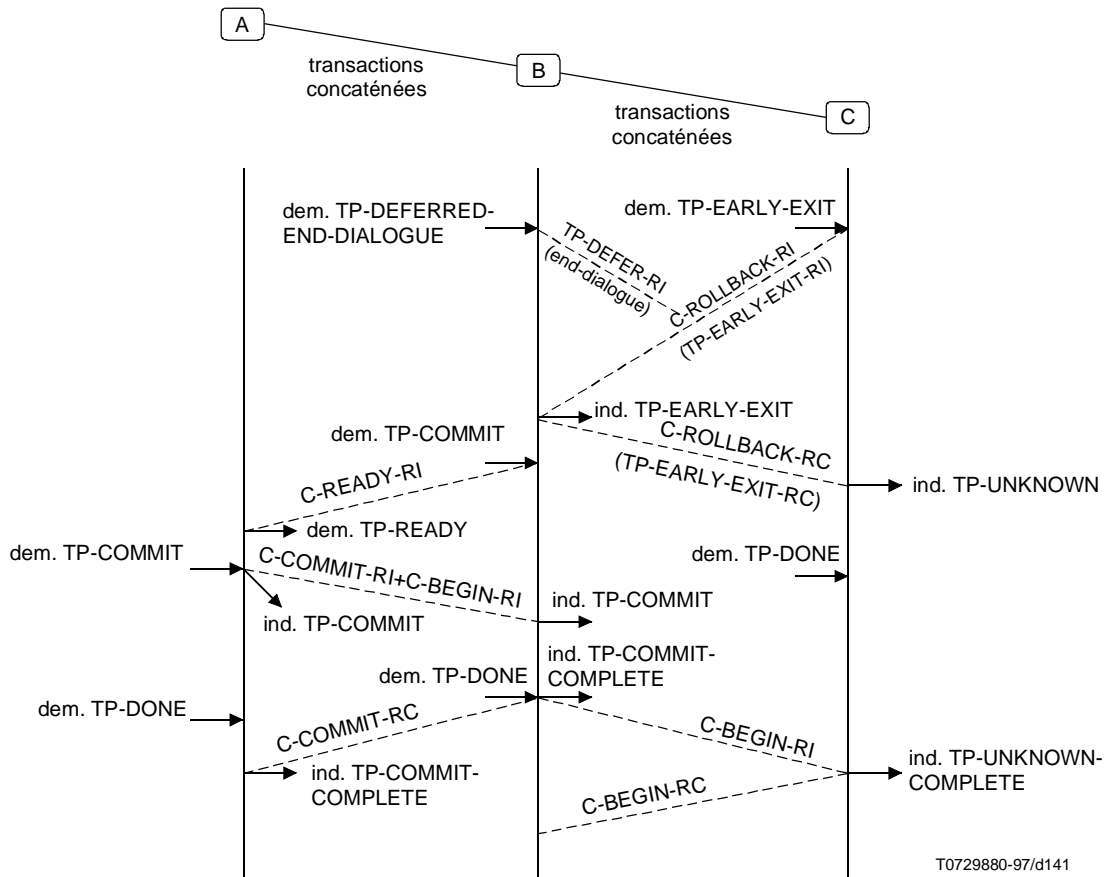 A
transactions
concaténées
B
transactions
concaténées
C
dem. TP-DEFERRED-
END-DIALOGUE
dem. TP-EARLY-EXIT
TP-DEFER-RI
(end-dialogue)
C-ROLLBACK-RI
(TP-EARLY-EXIT-RI)
ind. TP-EARLY-EXIT
dem. TP-COMMIT
C-ROLLBACK-RC
(TP-EARLY-EXIT-RC)
C-READY-RI
ind. TP-UNKNOWN
dem. TP-READY
dem. TP-COMMIT
dem. TP-DONE
C-COMMIT-RI+C-BEGIN-RI
ind. TP-COMMIT
ind. TP-COMMIT
ind. TP-COMMIT-
COMPLETE
dem. TP-DONE
dem. TP-DONE
C-COMMIT-RC
C-BEGIN-RI
ind. TP-COMMIT-
COMPLETE
ind. TP-UNKNOWN-
COMPLETE
C-BEGIN-RC
T0729880-97/d141